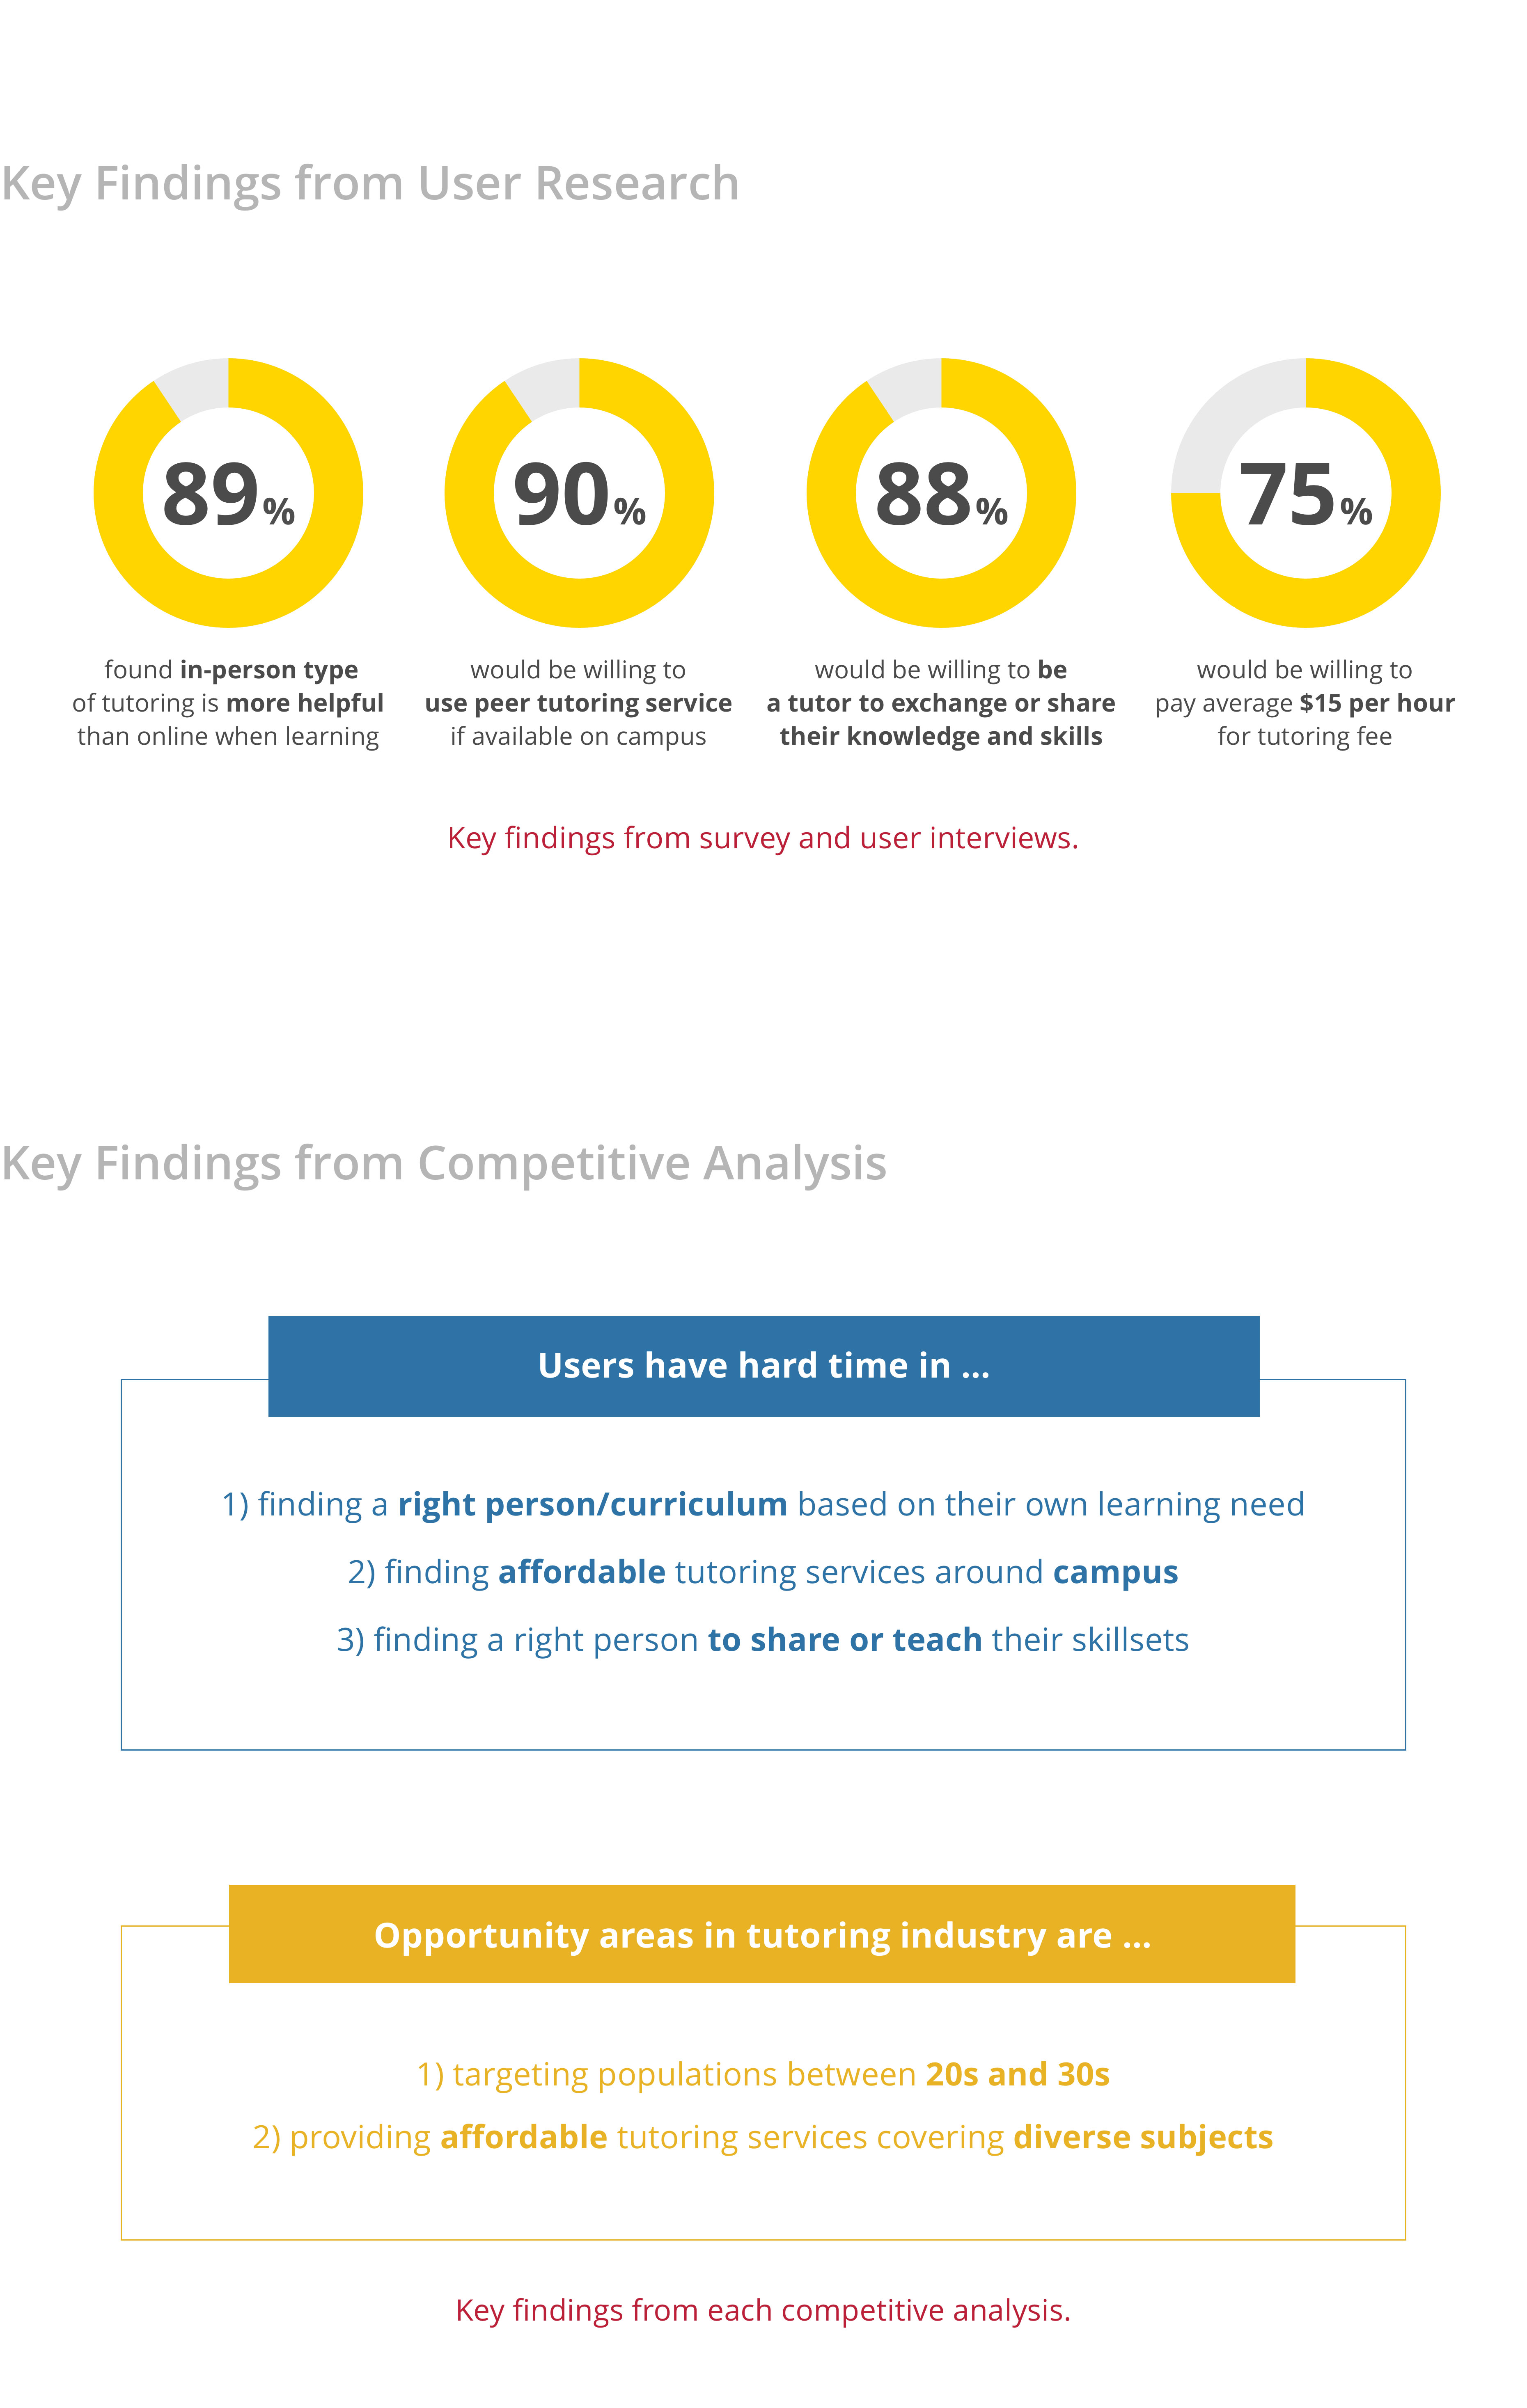 Key Findings from User Research
89%
90%
88%
75%
found in-person type
of tutoring is more helpful
than online when learning
would be willing to
use peer tutoring service
if available on campus
would be willing to be
a tutor to exchange or share
their knowledge and skills
would be willing to
pay average $15 per hour
for tutoring fee
Key findings from survey and user interviews.
Key Findings from Competitive Analysis
Users have hard time in ...
1) finding a right person/curriculum based on their own learning need
2) finding affordable tutoring services around campus
3) finding a right person to share or teach their skillsets
Opportunity areas in tutoring industry are ...
1) targeting populations between 20s and 30s
2) providing affordable tutoring services covering diverse subjects
Key findings from each competitive analysis.